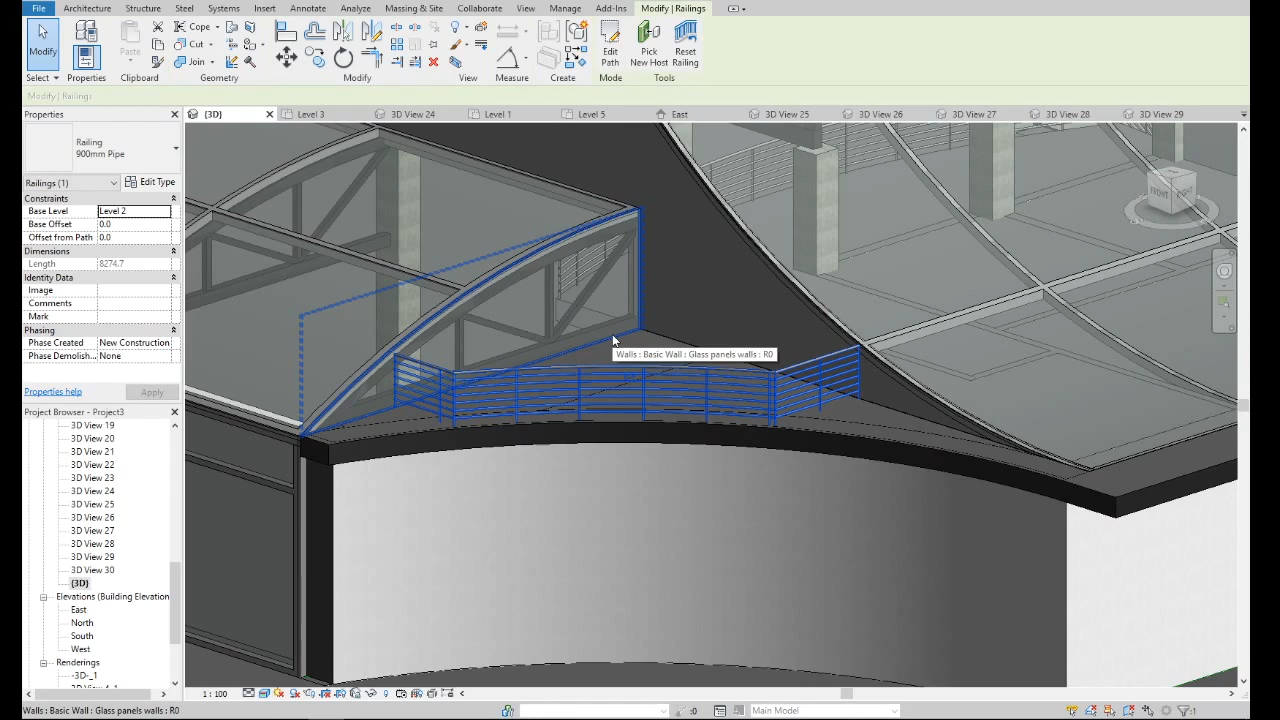 File Architecture Structure Steel Systems Insert Annotate Analyze Massing & Site Collaborate View Manage Add-Ins Modify | Railings
Modify Paste Cope Cut Join Edit Path Pick New Host Reset Railing
Select Properties Clipboard Geometry Modify View Measure Create Mode Tools
Modify | Railings
Properties {3D} Level 3 3D View 24 Level 1 Level 5 East 3D View 25 3D View 26 3D View 27 3D View 28 3D View 29
Railing
900mm Pipe
Railings (1) Edit Type
Constraints
Base Level Level 2
Base Offset 0.0
Offset from Path 0.0
Dimensions
Length 8274.7
Identity Data
Image
Comments
Mark
Phasing
Phase Created New Construction
Phase Demolish... None
Properties help Apply
Project Browser - Project3
3D View 19
3D View 20
3D View 21
3D View 22
3D View 23
3D View 24
3D View 25
3D View 26
3D View 27
3D View 28
3D View 29
3D View 30
{3D}
Elevations (Building Elevation
East
North
South
West
Renderings
-3D-_1
FRONT RIGHT
Walls : Basic Wall : Glass panels walls : R0
1 : 100
Walls : Basic Wall : Glass panels walls : R0 :0 Main Model :1